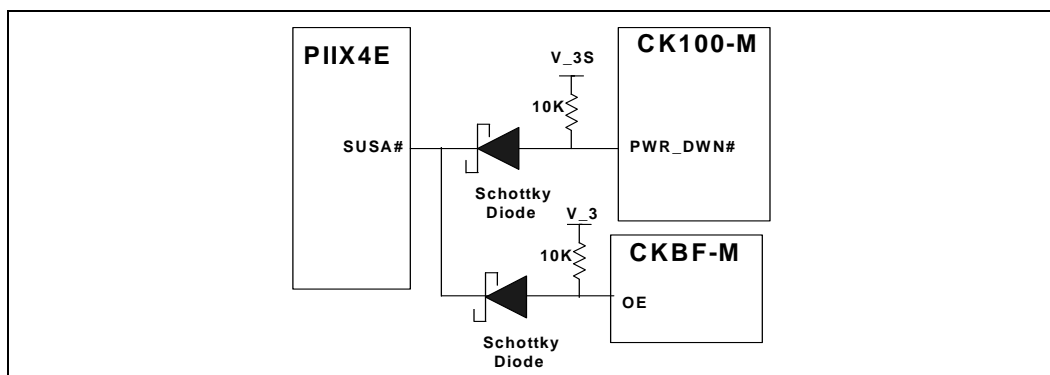 PIIX4E
SUSA#
V_3S
10K
Schottky
Diode
CK100-M
PWR_DWN#
V_3
10K
Schottky
Diode
CKBF-M
OE